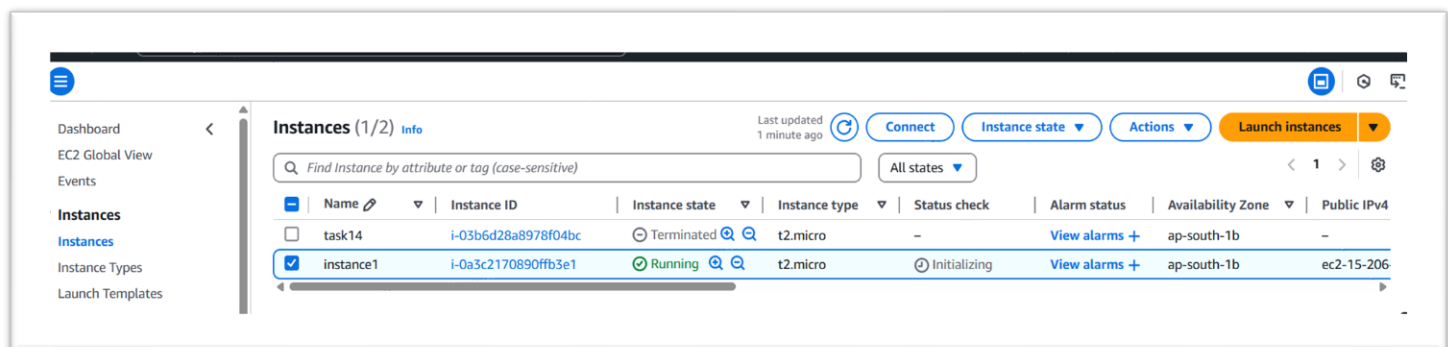 Dashboard
EC2 Global View
Events
Instances
Instances
Instance Types
Launch Templates
Instances (1/2) Info
Last updated
1 minute ago
Connect
Instance state
Actions
Launch instances
Find Instance by attribute or tag (case-sensitive)
All states
1
Name Instance ID Instance state Instance type Status check Alarm status Availability Zone Public IPv4
task14 i-03b6d28a8978f04bc Terminated t2.micro – View alarms + ap-south-1b –
instance1 i-0a3c2170890ffb3e1 Running t2.micro Initializing View alarms + ap-south-1b ec2-15-206-